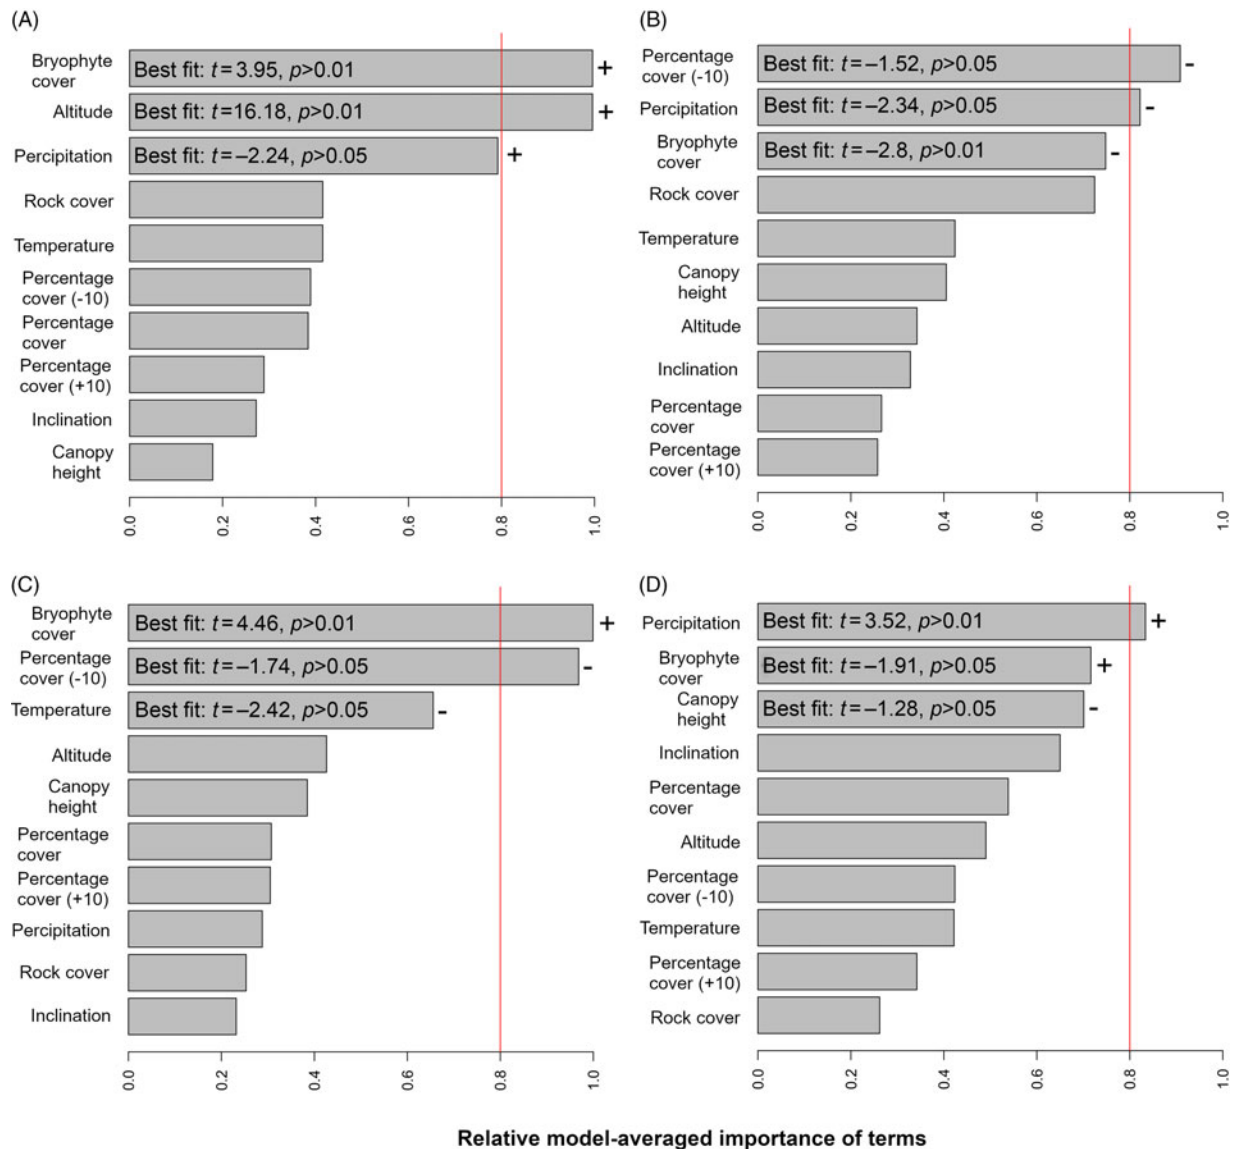 (A)
Bryophyte
cover
Best fit: t=3.95, p>0.01
+
Altitude
Best fit: t=16.18, p>0.01
+
Percipitation
Best fit: t=–2.24, p>0.05
+
Rock cover
Temperature
Percentage
cover (-10)
Percentage
cover
Percentage
cover (+10)
Inclination
Canopy
height
0.0
0.2
0.4
0.6
0.8
1.0
(B)
Percentage
cover (-10)
Best fit: t=–1.52, p>0.05
-
Percipitation
Best fit: t=–2.34, p>0.05
-
Bryophyte
cover
Best fit: t=–2.8, p>0.01
-
Rock cover
Temperature
Canopy
height
Altitude
Inclination
Percentage
cover
Percentage
cover (+10)
0.0
0.2
0.4
0.6
0.8
1.0
(C)
Bryophyte
cover
Best fit: t=4.46, p>0.01
+
Percentage
cover (-10)
Best fit: t=–1.74, p>0.05
-
Temperature
Best fit: t=–2.42, p>0.05
-
Altitude
Canopy
height
Percentage
cover
Percentage
cover (+10)
Percipitation
Rock cover
Inclination
0.0
0.2
0.4
0.6
0.8
1.0
(D)
Percipitation
Best fit: t=3.52, p>0.01
+
Bryophyte
cover
Best fit: t=–1.91, p>0.05
+
Canopy
height
Best fit: t=–1.28, p>0.05
-
Inclination
Percentage
cover
Altitude
Percentage
cover (-10)
Temperature
Percentage
cover (+10)
Rock cover
0.0
0.2
0.4
0.6
0.8
1.0
Relative model-averaged importance of terms